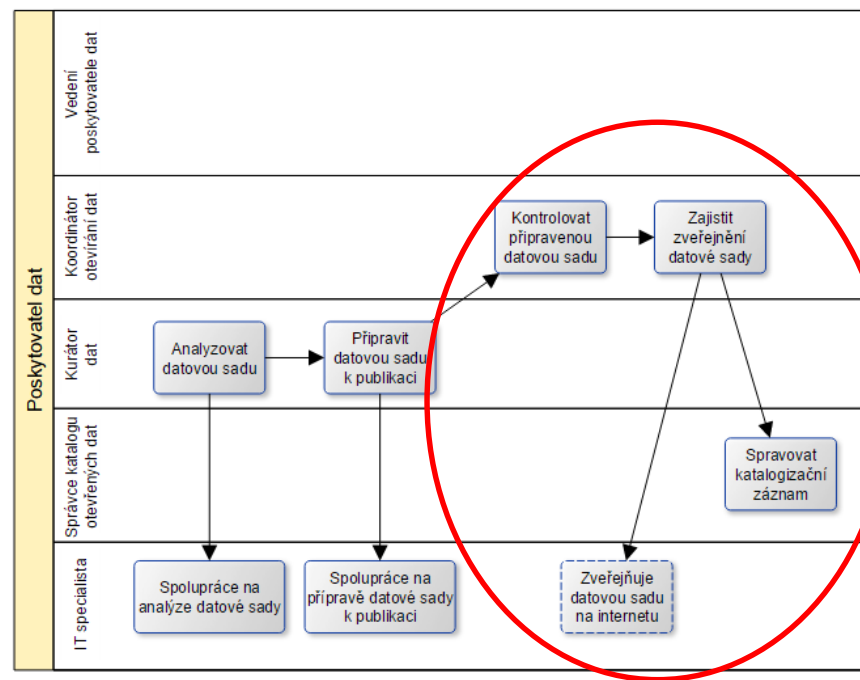 Poskytovatel dat
Vedení
poskytovatele dat
Koordinátor
otevírání dat
Kontrolovat
připravenou
datovou sadu
Zajistit
zveřejnění
datové sady
Kurátor
dat
Analyzovat
datovou sadu
Připravit
datovou sadu
k publikaci
Správce katalogu
otevřených dat
Spravovat
katalogizační
záznam
IT specialista
Spolupráce na
analýze datové sady
Spolupráce na
přípravě datové sady
k publikaci
Zveřejňuje
datovou sadu
na internetu